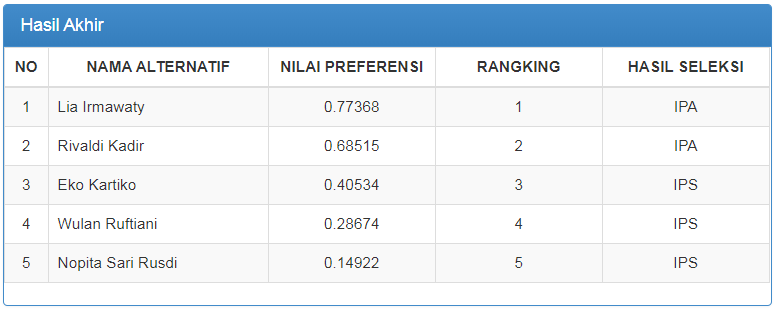 Hasil Akhir
NO NAMA ALTERNATIF NILAI PREFERENSI RANGKING HASIL SELEKSI
1 Lia Irmawaty 0.77368 1 IPA
2 Rivaldi Kadir 0.68515 2 IPA
3 Eko Kartiko 0.40534 3 IPS
4 Wulan Ruftiani 0.28674 4 IPS
5 Nopita Sari Rusdi 0.14922 5 IPS